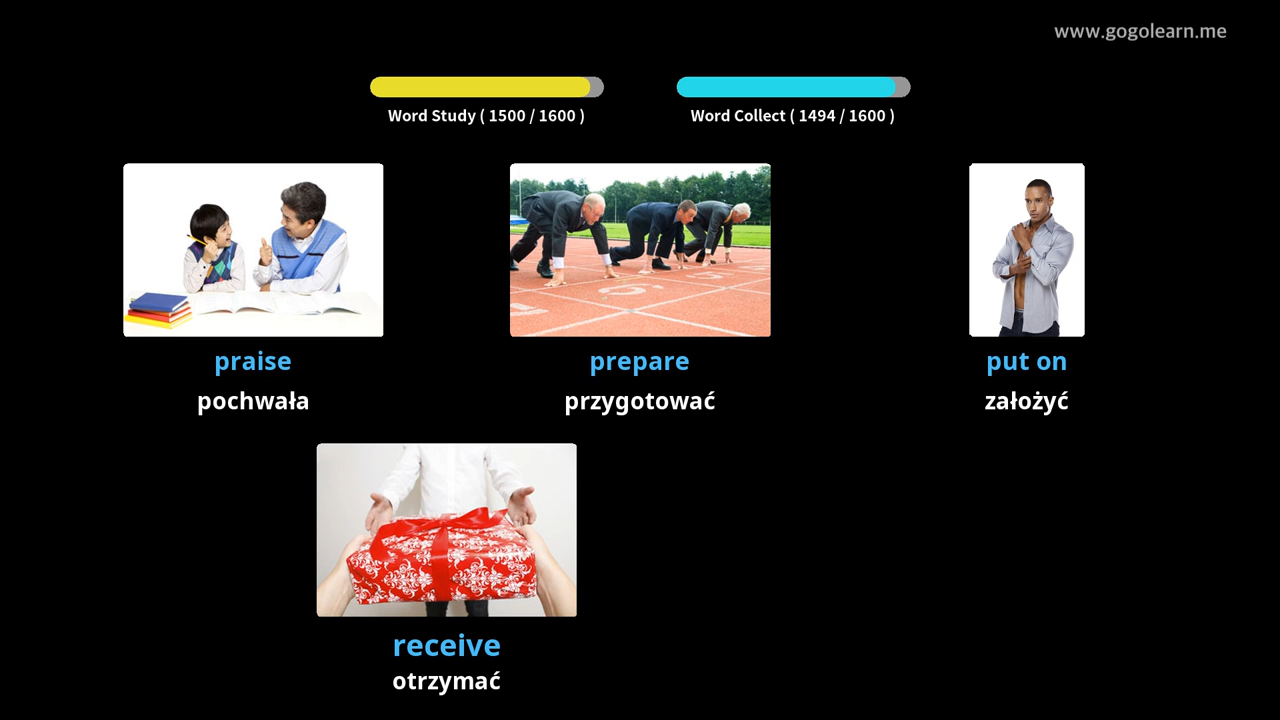 www.gogolearn.me
Word Study ( 1500 / 1600 )
Word Collect ( 1494 / 1600 )
praise
pochwała
prepare
przygotować
put on
założyć
receive
otrzymać